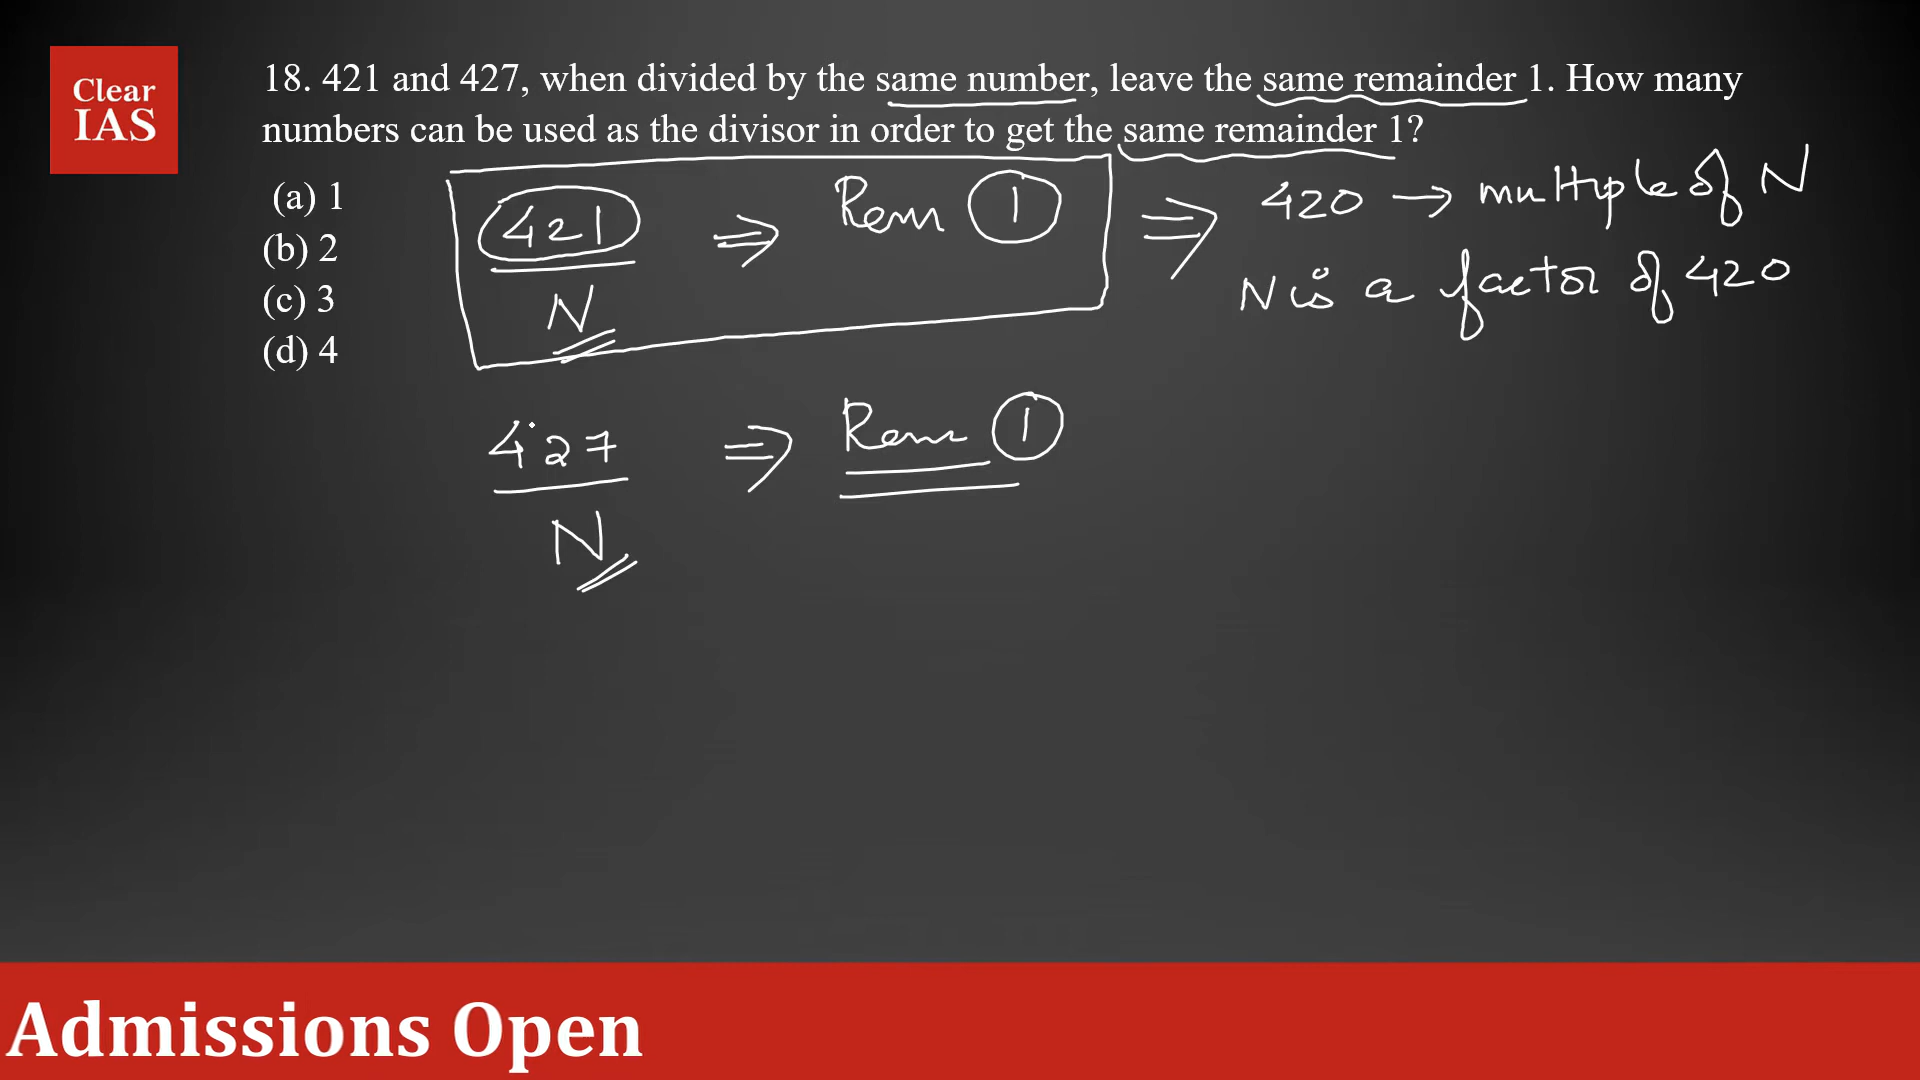 Clear
IAS
18. 421 and 427, when divided by the same number, leave the same remainder 1. How many
numbers can be used as the divisor in order to get the same remainder 1?
(a) 1
(b) 2
(c) 3
(d) 4
421 ⇒ Rem 1
N
⇒ 420 → multiple of N
N is a factor of 420
427 ⇒ Rem 1
N
Admissions Open